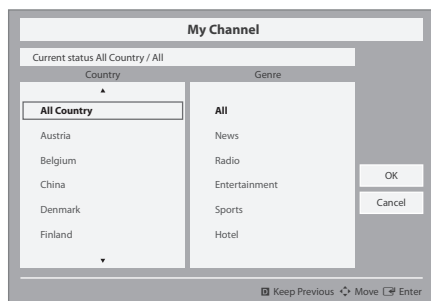 My Channel
Current status All Country / All
Country
Genre
All Country
Austria
Belgium
China
Denmark
Finland
All
News
Radio
Entertainment
Sports
Hotel
OK
Cancel
Keep Previous Move Enter